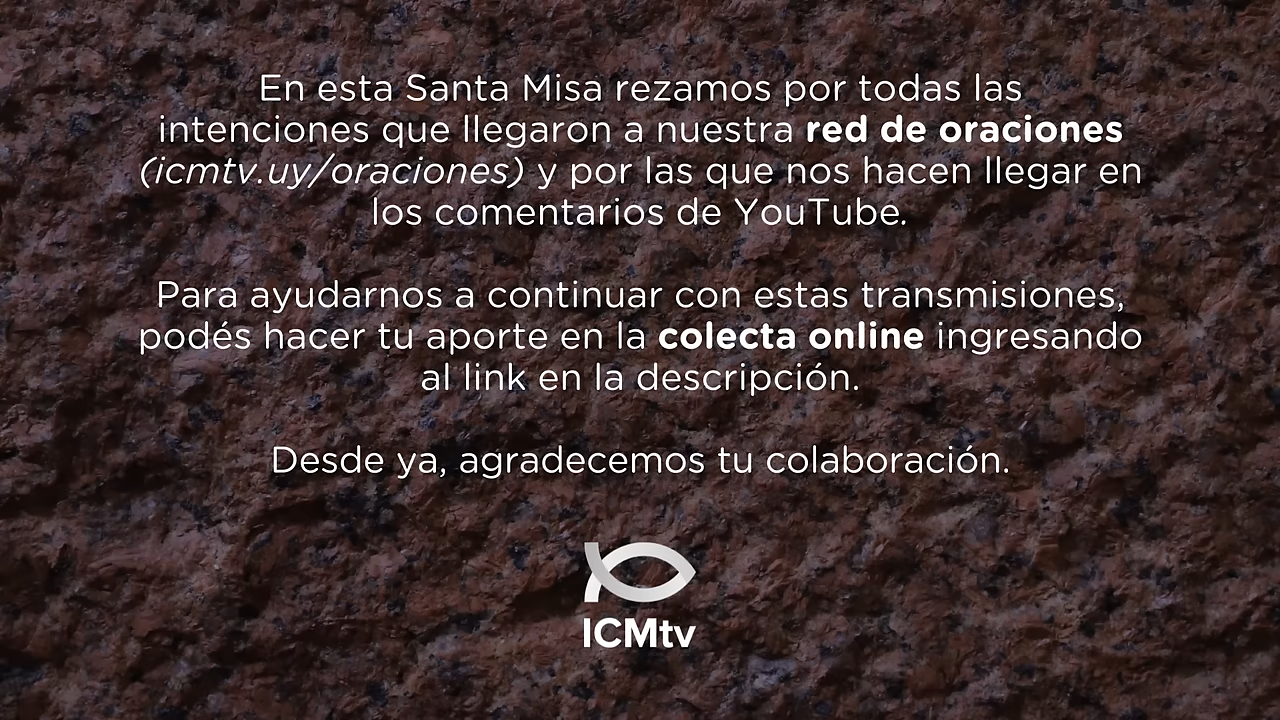 En esta Santa Misa rezamos por todas las
intenciones que llegaron a nuestra red de oraciones
(icmtv.uy/oraciones) y por las que nos hacen llegar en
los comentarios de YouTube.
Para ayudarnos a continuar con estas transmisiones,
podés hacer tu aporte en la colecta online ingresando
al link en la descripción.
Desde ya, agradecemos tu colaboración.
ICMtv